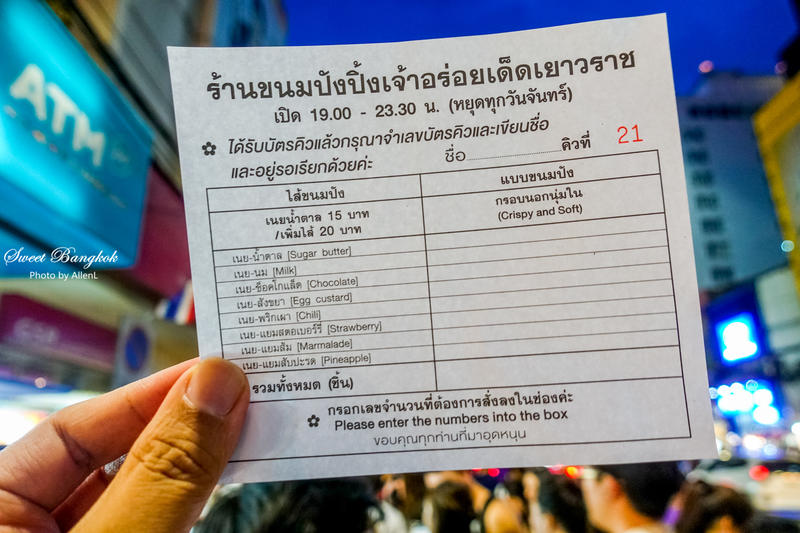 ร้านขนมปังปิ้งเจ้าอร่อยเด็ดเยาวราช
เปิด 19.00 - 23.30 น. (หยุดทุกวันจันทร์)
✿ ได้รับบัตรคิวแล้วกรุณาจำเลขบัตรคิวและเขียนชื่อ
และอยู่รอเรียกด้วยค่ะ
ชื่อ.............................. คิวที่ 21
ไส้ขนมปัง
แบบขนมปัง
เนยน้ำตาล 15 บาท
/เพิ่มไส้ 20 บาท
กรอบนอกนุ่มใน
(Crispy and Soft)
เนย-น้ำตาล [Sugar butter]
เนย-นม [Milk]
เนย-ช็อคโกแล็ต [Chocolate]
เนย-สังขยา [Egg custard]
เนย-พริกเผา [Chili]
เนย-แยมสตอเบอร์รี่ [Strawberry]
เนย-แยมส้ม [Marmalade]
เนย-แยมสับปะรด [Pineapple]
รวมทั้งหมด (ชิ้น)
✿ กรอกเลขจำนวนที่ต้องการสั่งลงในช่องค่ะ
Please enter the numbers into the box
ขอบคุณทุกท่านที่มาอุดหนุน
ATM
Sweet Bangkok
Photo by AllenL